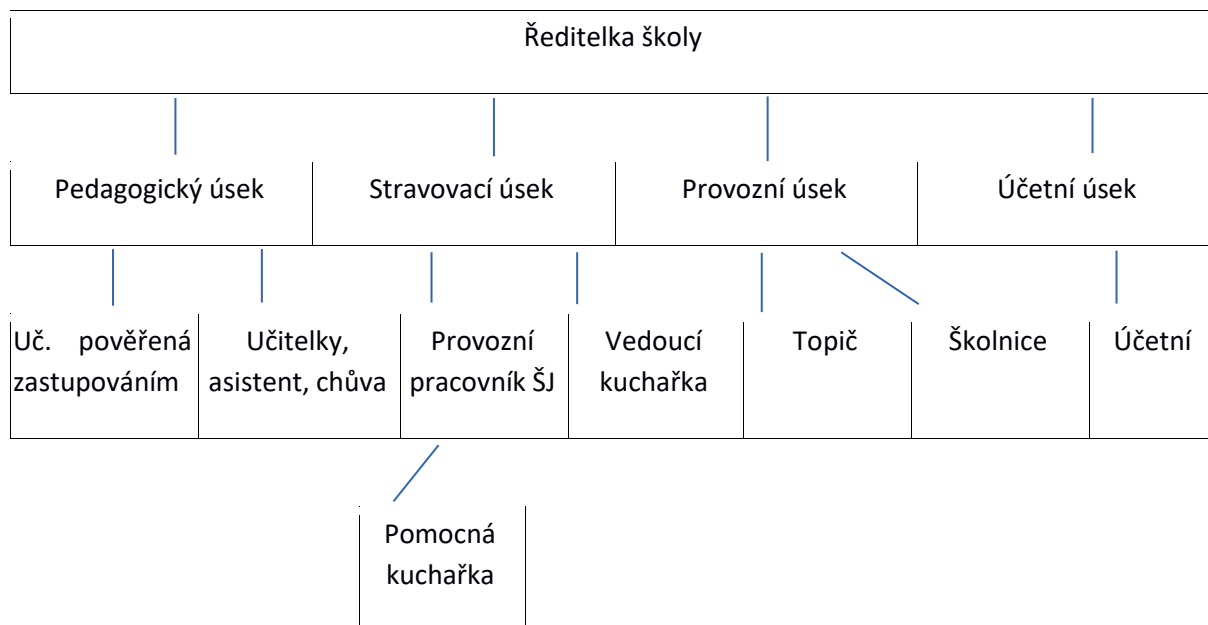 Ředitelka školy
Pedagogický úsek
Stravovací úsek
Provozní úsek
Účetní úsek
Uč. pověřená
zastupováním
Učitelky,
asistent, chůva
Provozní
pracovník ŠJ
Vedoucí
kuchařka
Topič
Školnice
Účetní
Pomocná
kuchařka